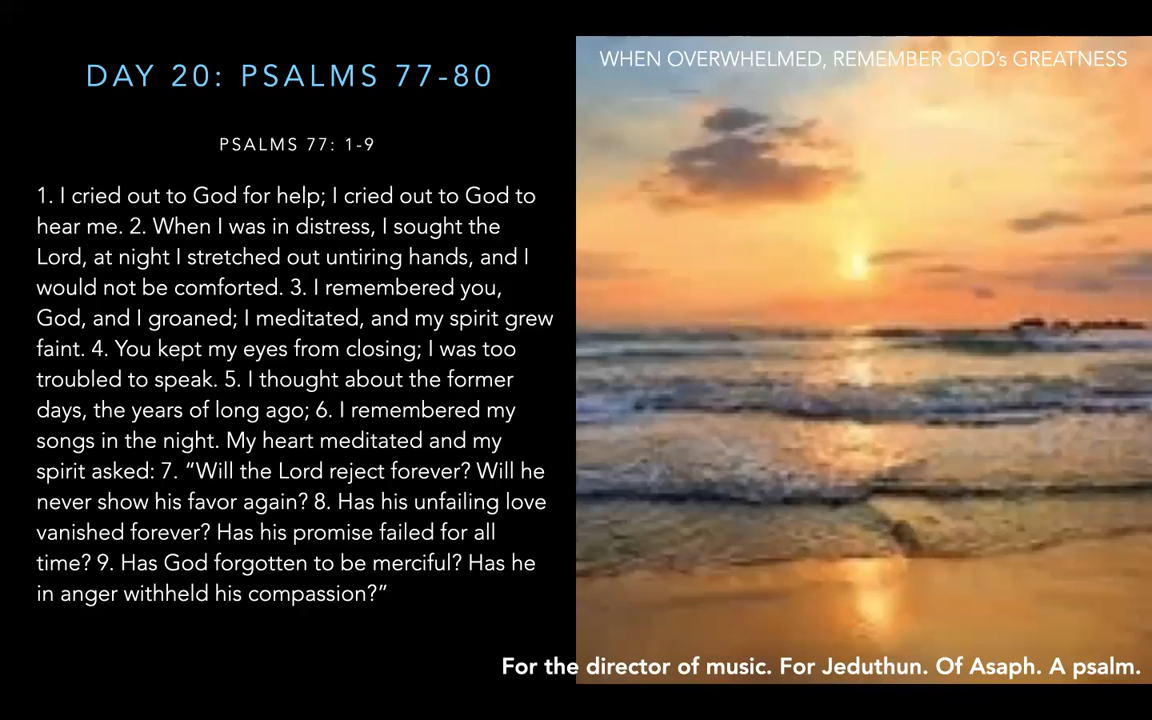 DAY 20: PSALMS 77-80
PSALMS 77: 1-9
1. I cried out to God for help; I cried out to God to
hear me. 2. When I was in distress, I sought the
Lord, at night I stretched out untiring hands, and I
would not be comforted. 3. I remembered you,
God, and I groaned; I meditated, and my spirit grew
faint. 4. You kept my eyes from closing; I was too
troubled to speak. 5. I thought about the former
days, the years of long ago; 6. I remembered my
songs in the night. My heart meditated and my
spirit asked: 7. “Will the Lord reject forever? Will he
never show his favor again? 8. Has his unfailing love
vanished forever? Has his promise failed for all
time? 9. Has God forgotten to be merciful? Has he
in anger withheld his compassion?”
WHEN OVERWHELMED, REMEMBER GOD's GREATNESS
For the director of music. For Jeduthun. Of Asaph. A psalm.